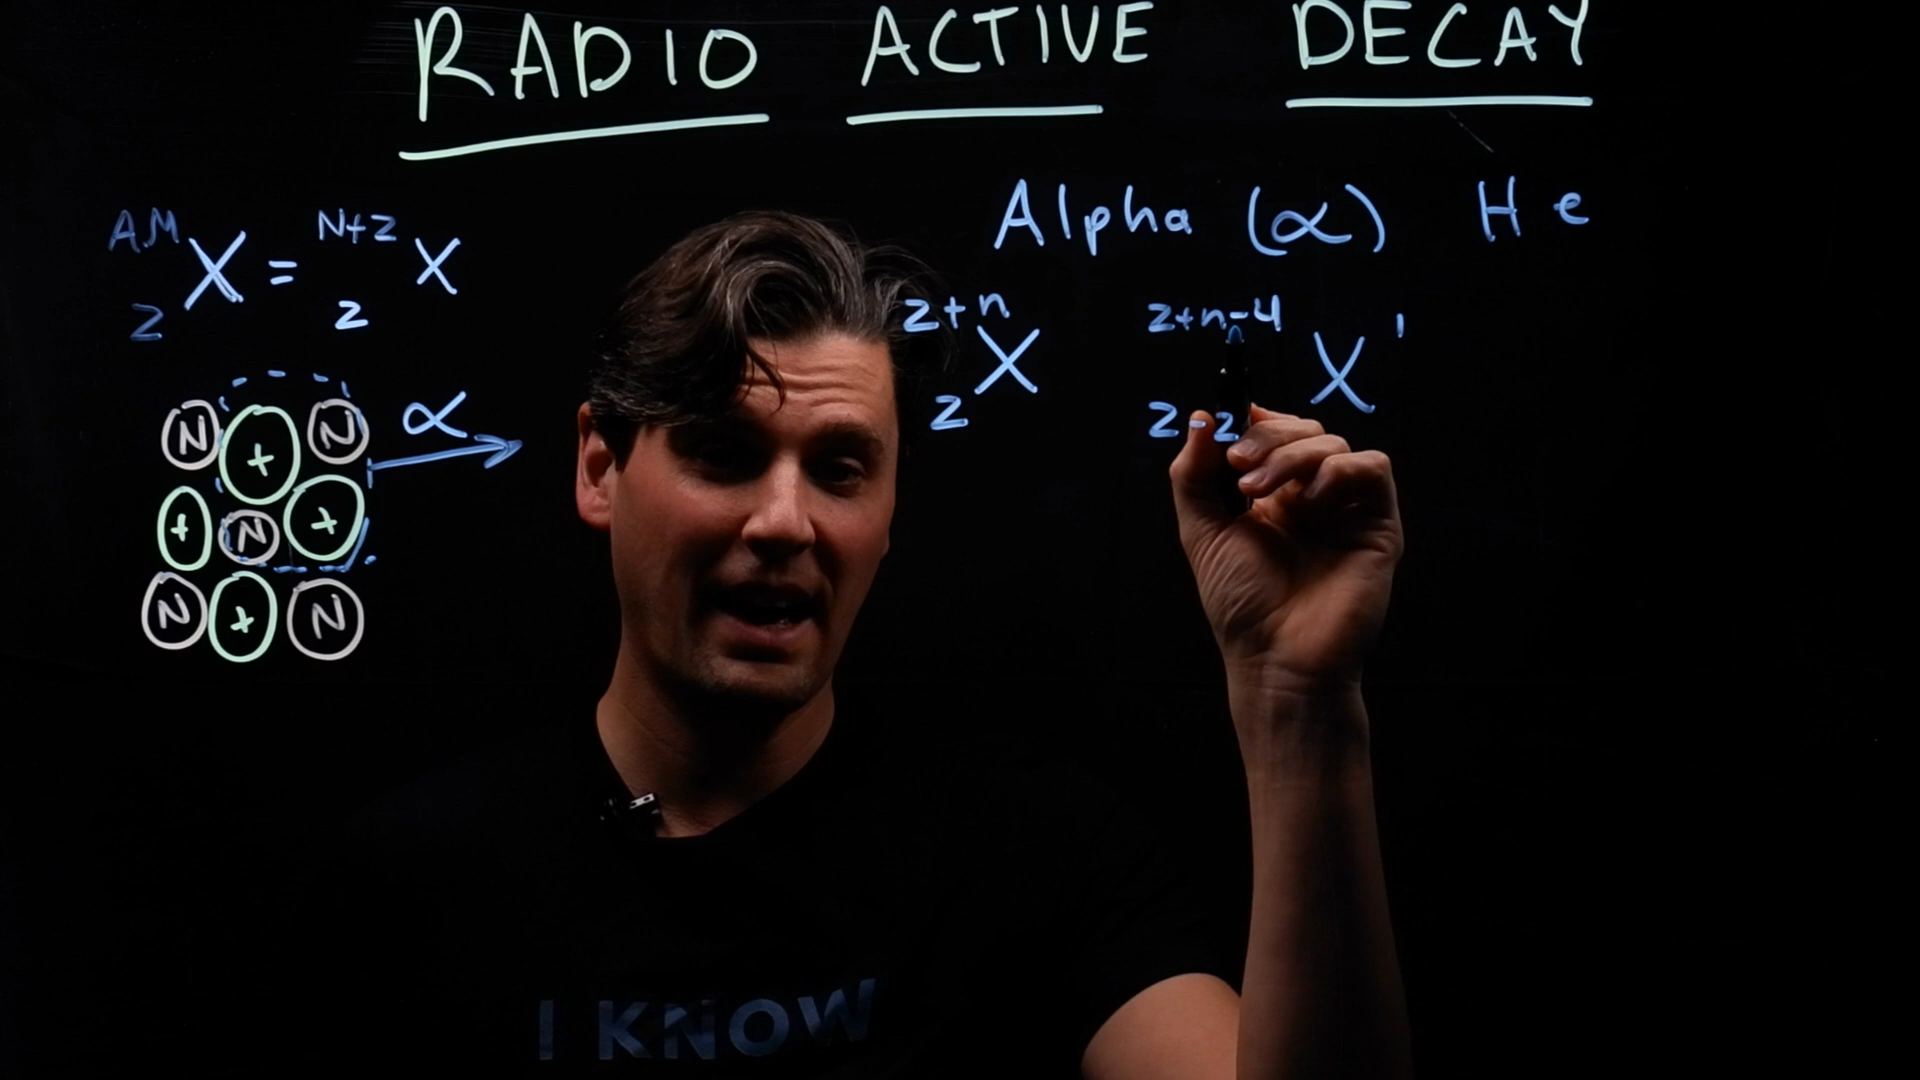 RADIO ACTIVE DECAY
Alpha (α) He
AM X = N+Z X
Z Z
z+n X z+n-4 X'
z z-2
α
N + N
+ N +
N + N
I KNOW